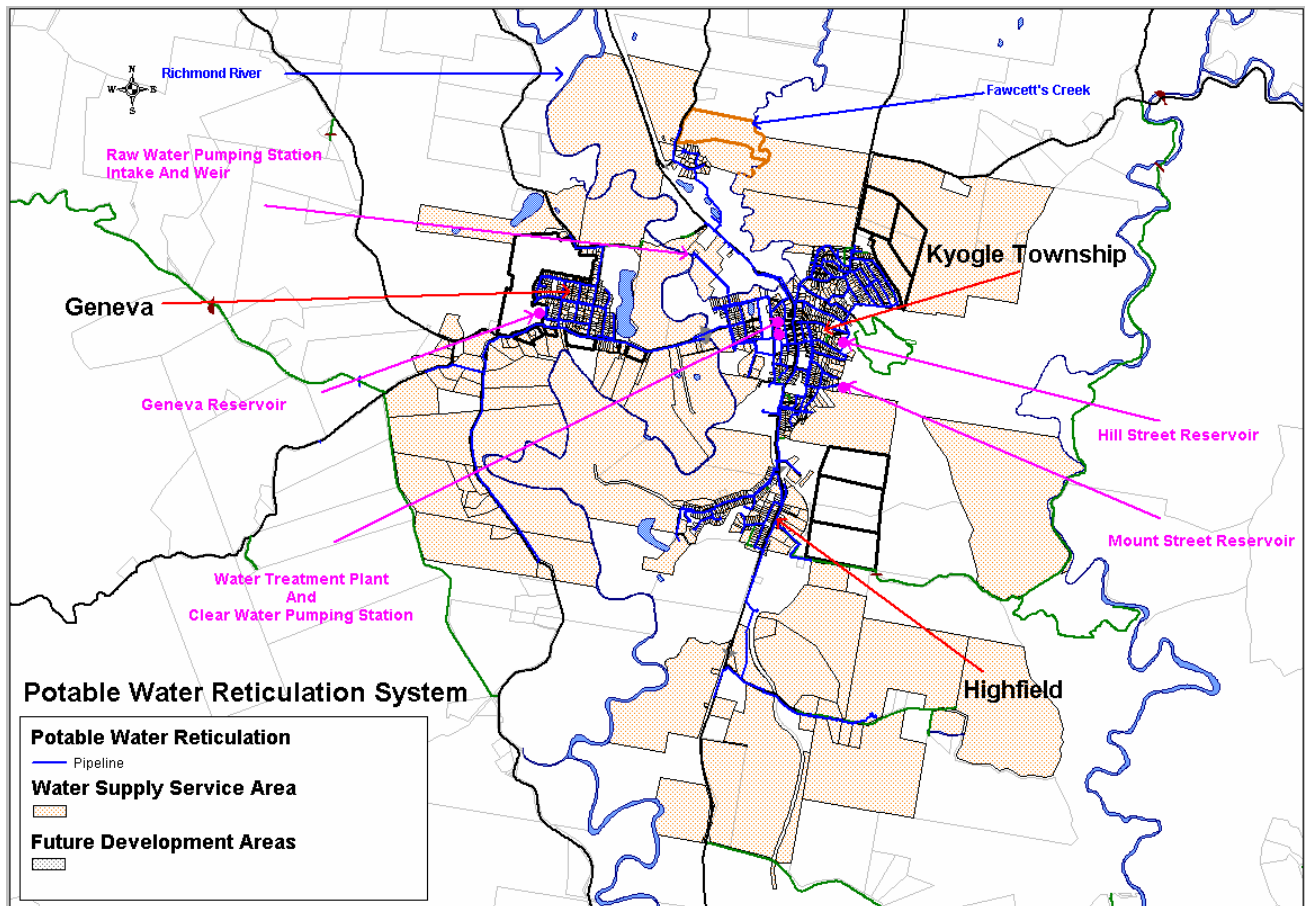 Richmond River
N
W E
S
Fawcett's Creek
Raw Water Pumping Station
Intake And Weir
Kyogle Township
Geneva
Geneva Reservoir
Hill Street Reservoir
Mount Street Reservoir
Water Treatment Plant
And
Clear Water Pumping Station
Highfield
Potable Water Reticulation System
Potable Water Reticulation
Pipeline
Water Supply Service Area
Future Development Areas